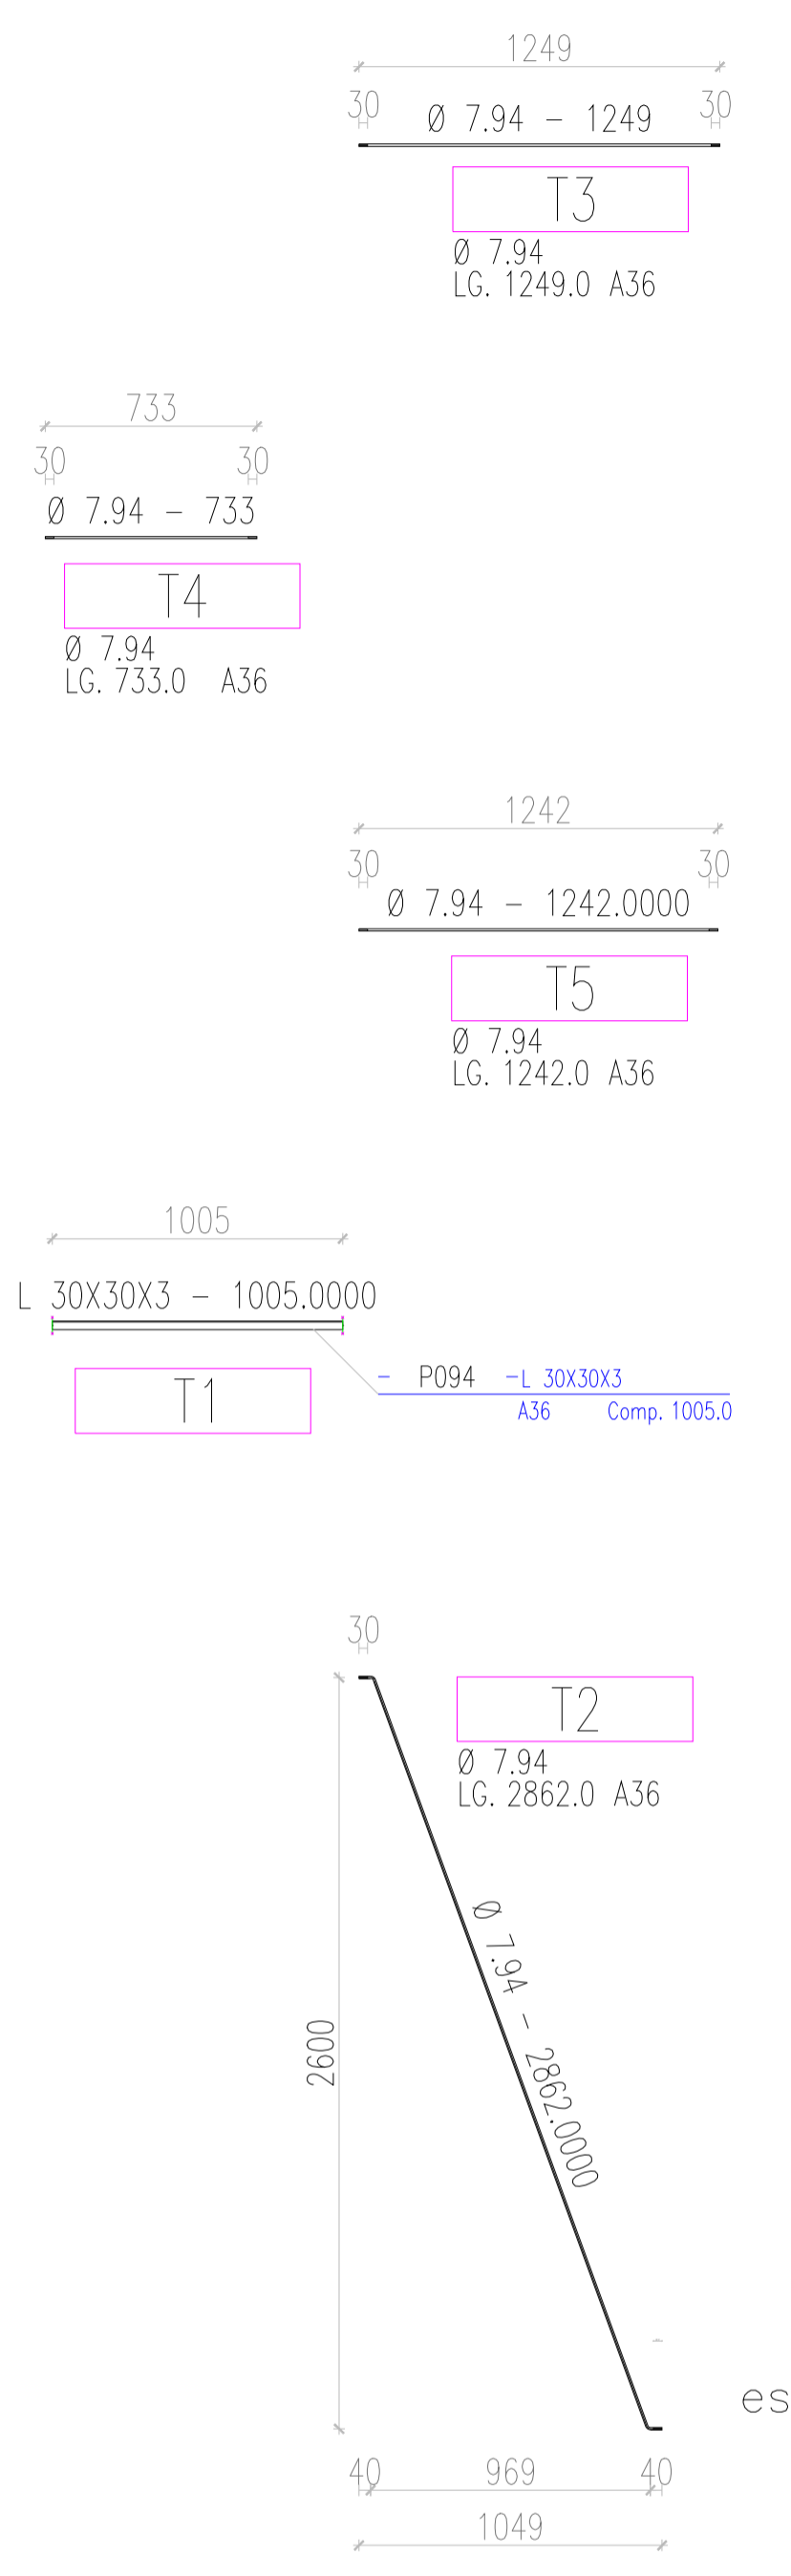 1249
30 30
Ø 7.94 - 1249
T3
Ø 7.94
LG. 1249.0 A36
733
30 30
Ø 7.94 - 733
T4
Ø 7.94
LG. 733.0 A36
1242
30 30
Ø 7.94 - 1242.0000
T5
Ø 7.94
LG. 1242.0 A36
1005
L 30X30X3 - 1005.0000
- P094 -L 30X30X3
A36 Comp. 1005.0
T1
30
T2
Ø 7.94
LG. 2862.0 A36
Ø 7.94 - 2862.0000
2600
es
40 969 40
1049